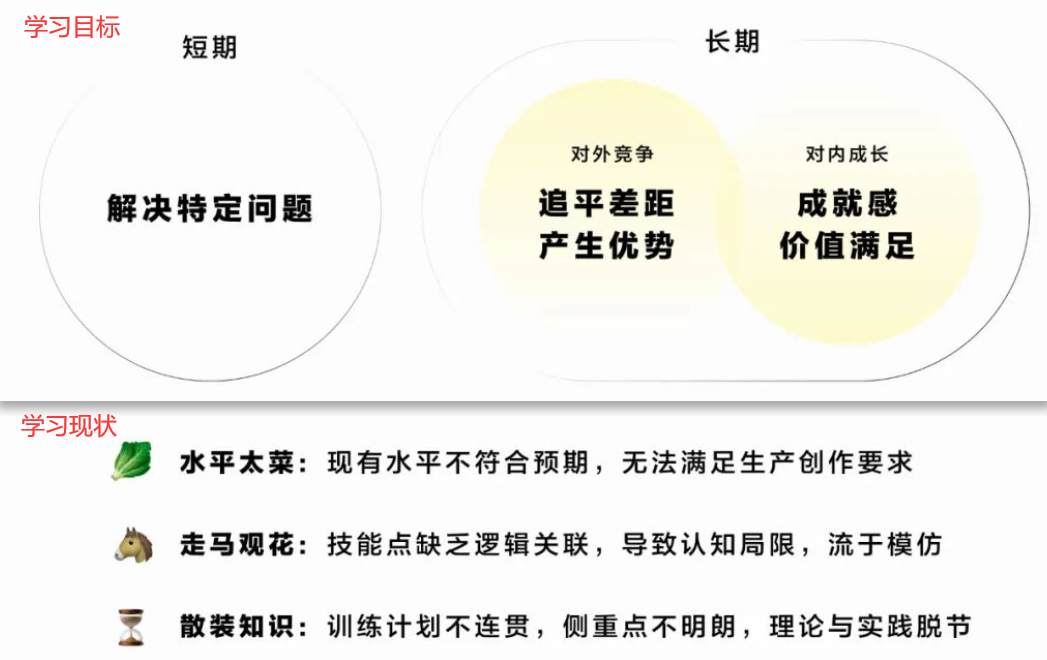 学习目标
短期
长期
解决特定问题
对外竞争
追平差距
产生优势
对内成长
成就感
价值满足
学习现状
水平太菜：现有水平不符合预期，无法满足生产创作要求
走马观花：技能点缺乏逻辑关联，导致认知局限，流于模仿
散装知识：训练计划不连贯，侧重点不明朗，理论与实践脱节